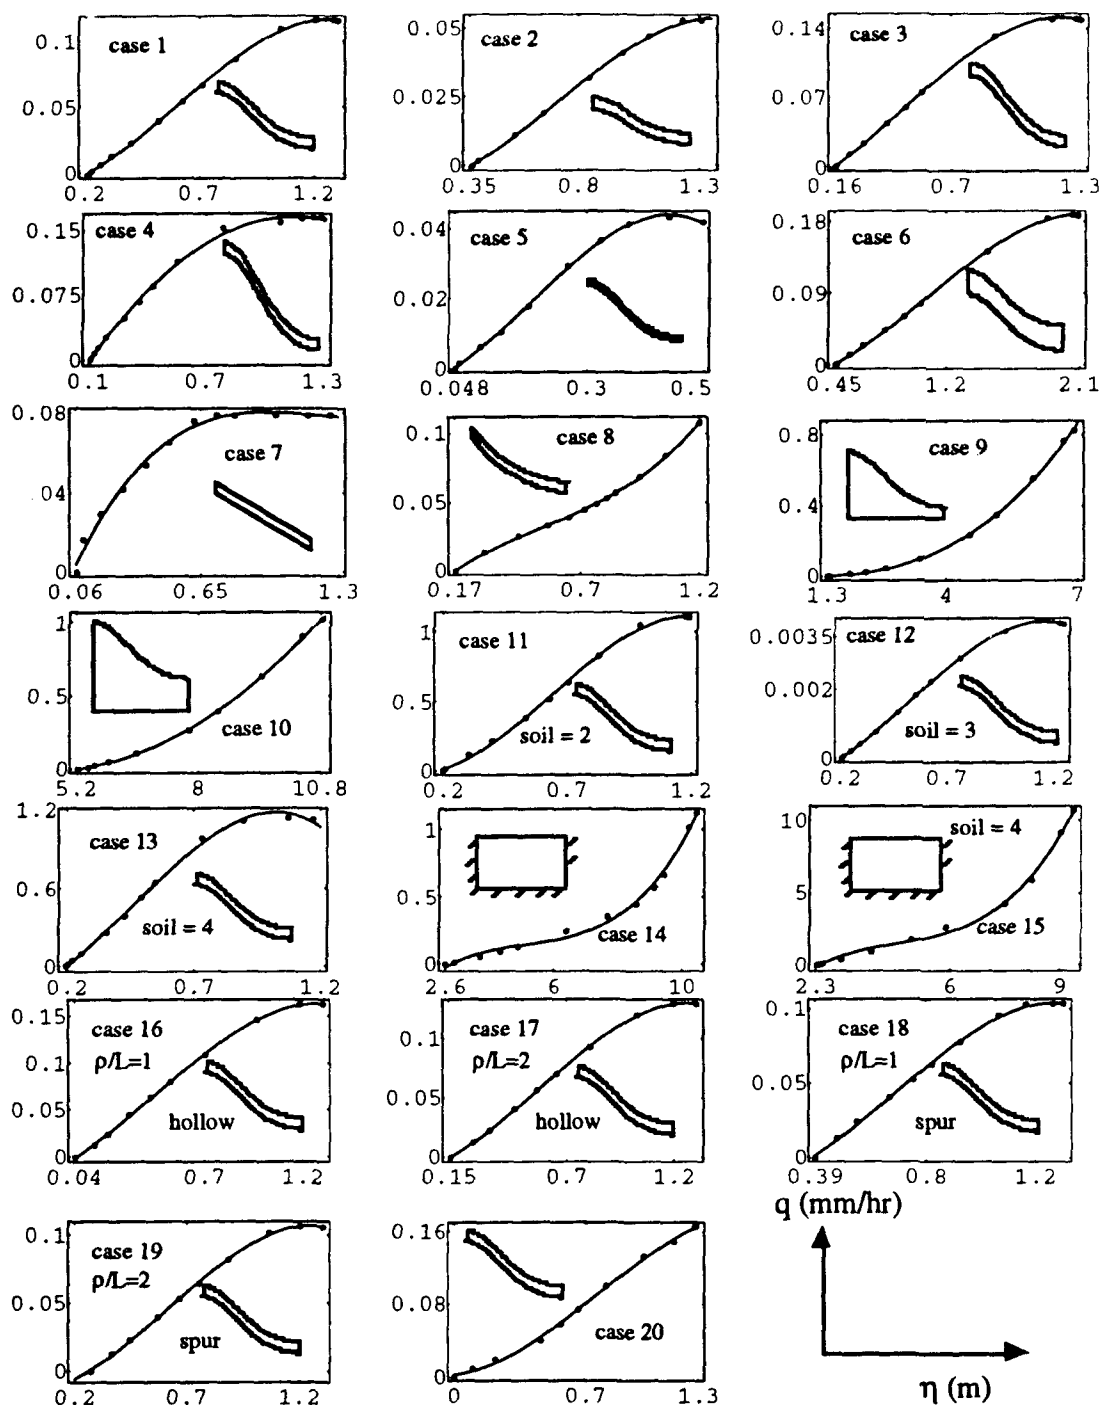 case 1
0.1
0.05
0
0.2 0.7 1.2
case 2
0.05
0.025
0
0.35 0.8 1.3
case 3
0.14
0.07
0
0.16 0.7 1.3
case 4
0.15
0.075
0
0.1 0.7 1.3
case 5
0.04
0.02
0
0.048 0.3 0.5
case 6
0.18
0.09
0
0.45 1.2 2.1
case 7
0.08
.04
0
0.06 0.65 1.3
case 8
0.1
0.05
0
0.17 0.7 1.2
case 9
0.8
0.4
0
1.3 4 7
case 10
1
0.5
0
5.2 8 10.8
case 11
soil = 2
1
0.5
0
0.2 0.7 1.2
case 12
soil = 3
0.0035
0.002
0
0.2 0.7 1.2
case 13
soil = 4
1.2
0.6
0
0.2 0.7 1.2
case 14
1
0.5
0
2.6 6 10
soil = 4
case 15
10
5
0
2.3 6 9
case 16
ρ/L=1
hollow
0.15
0.1
0.05
0
0.04 0.7 1.2
case 17
ρ/L=2
hollow
0.1
0.05
0
0.15 0.7 1.2
case 18
ρ/L=1
spur
0.1
0.05
0
0.39 0.8 1.2
case 19
ρ/L=2
spur
0.1
0.05
0
0.2 0.7 1.2
case 20
0.16
0.08
0
0 0.7 1.3
q (mm/hr)
η (m)